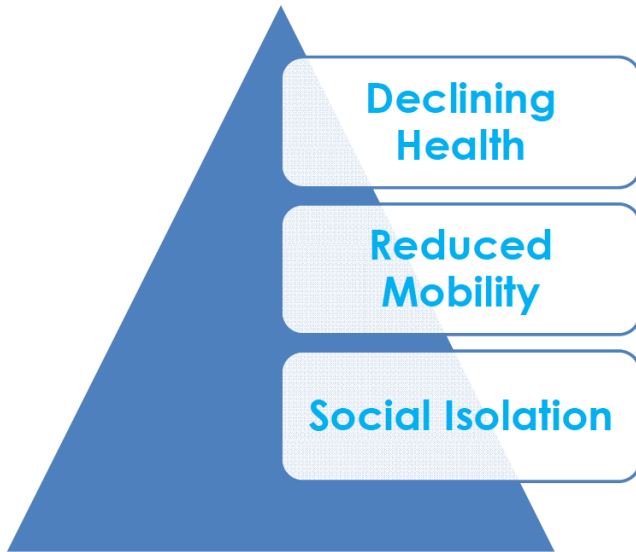 Declining
Health
Reduced
Mobility
Social Isolation